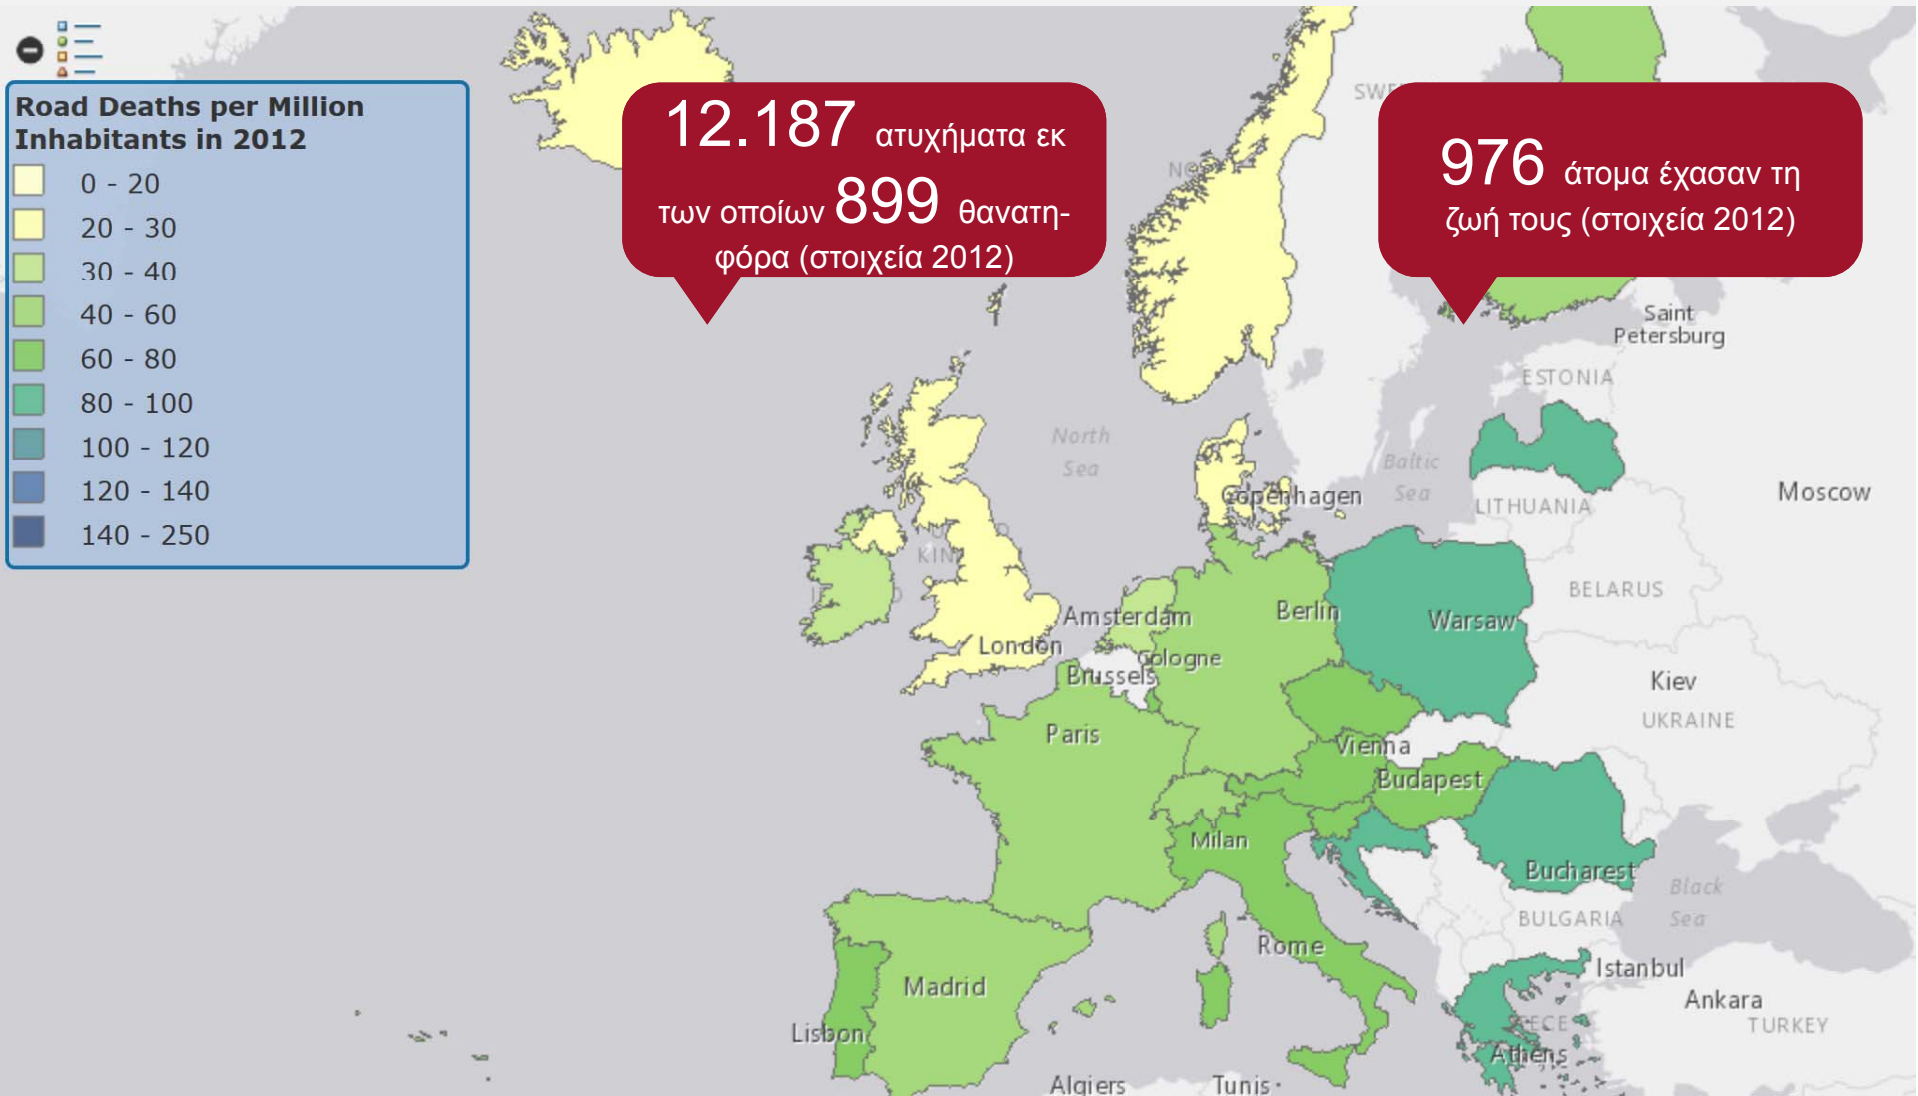 Road Deaths per Million
Inhabitants in 2012
0 - 20
20 - 30
30 - 40
40 - 60
60 - 80
80 - 100
100 - 120
120 - 140
140 - 250
12.187 ατυχήματα εκ
των οποίων 899 θανατη-
φόρα (στοιχεία 2012)
976 άτομα έχασαν τη
ζωή τους (στοιχεία 2012)
Saint
Petersburg
ESTONIA
North
Sea
Baltic
Sea
Copenhagen
LITHUANIA
Moscow
BELARUS
Amsterdam
Berlin
Warsaw
London
Cologne
Brussels
Kiev
UKRAINE
Paris
Vienna
Budapest
Milan
Bucharest
Black
Sea
BULGARIA
Rome
Istanbul
Madrid
Ankara
TURKEY
Lisbon
Athens
Algiers
Tunis